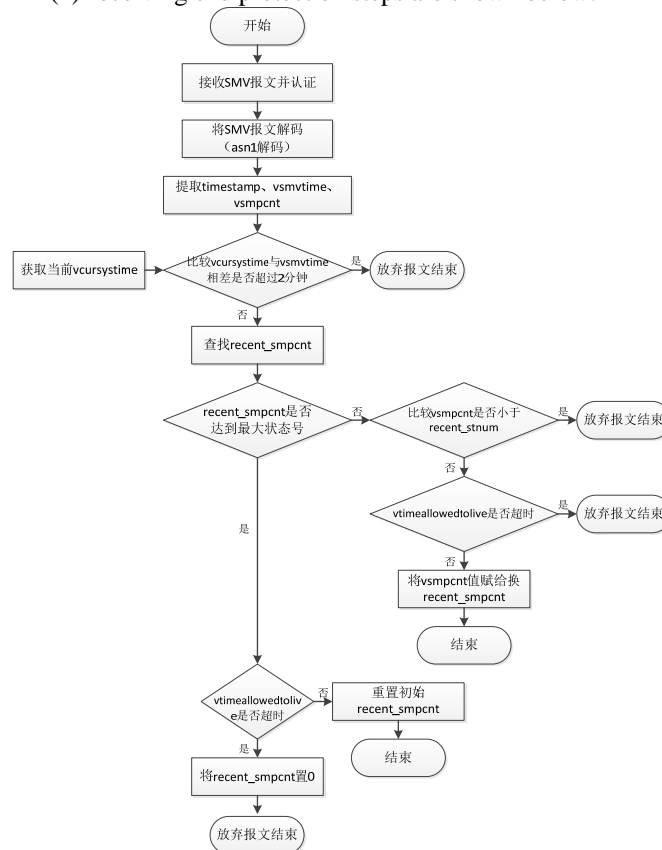 开始
接收SMV报文并认证
将SMV报文解码
（asn1解码）
提取timestamp、vsmvtime、
vsmpcnt
获取当前vcursystime
比较vcursystime与vsmvtime
相差是否超过2分钟
是
放弃报文结束
否
查找recent_smpcnt
recent_smpcnt是否
达到最大状态号
否
比较vsmpcnt是否小于
recent_stnum
是
放弃报文结束
否
vtimeallowedtolive是否超时
是
放弃报文结束
是
否
将vsmpcnt值赋给换
recent_smpcnt
结束
vtimeallowedtoliv
e是否超时
否
重置初始
recent_smpcnt
结束
是
将recent_smpcnt置0
放弃报文结束